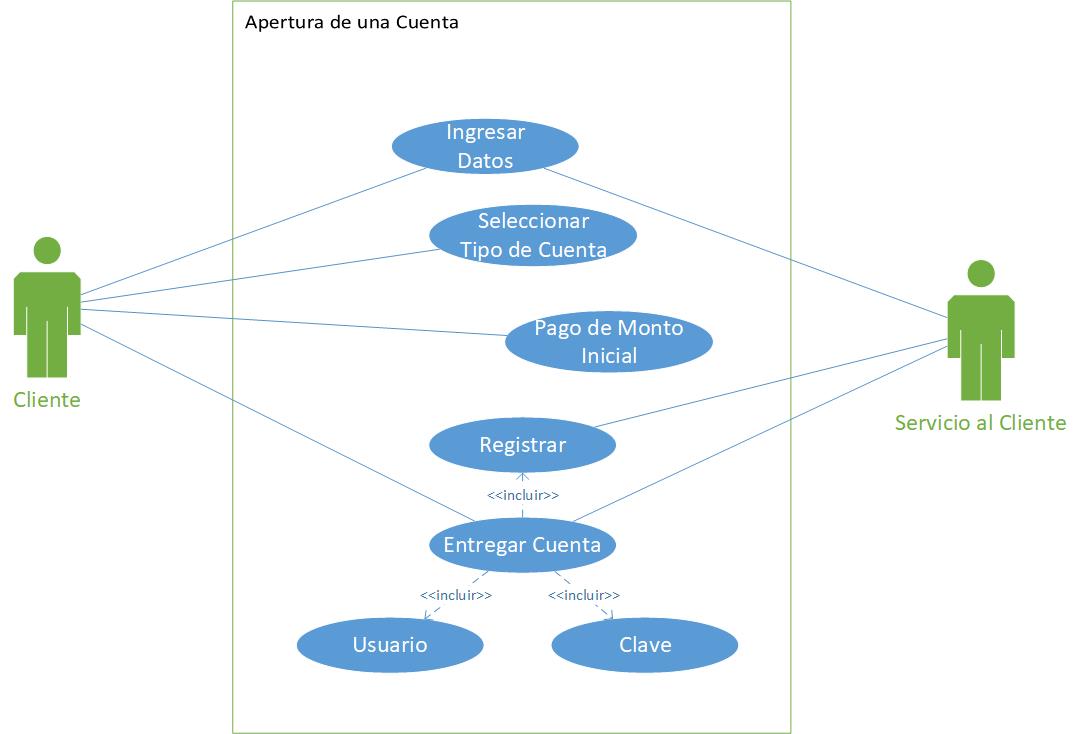 Apertura de una Cuenta
Ingresar
Datos
Seleccionar
Tipo de Cuenta
Pago de Monto
Inicial
Cliente
Servicio al Cliente
Registrar
<<incluir>>
Entregar Cuenta
<<incluir>>
<<incluir>>
Usuario
Clave